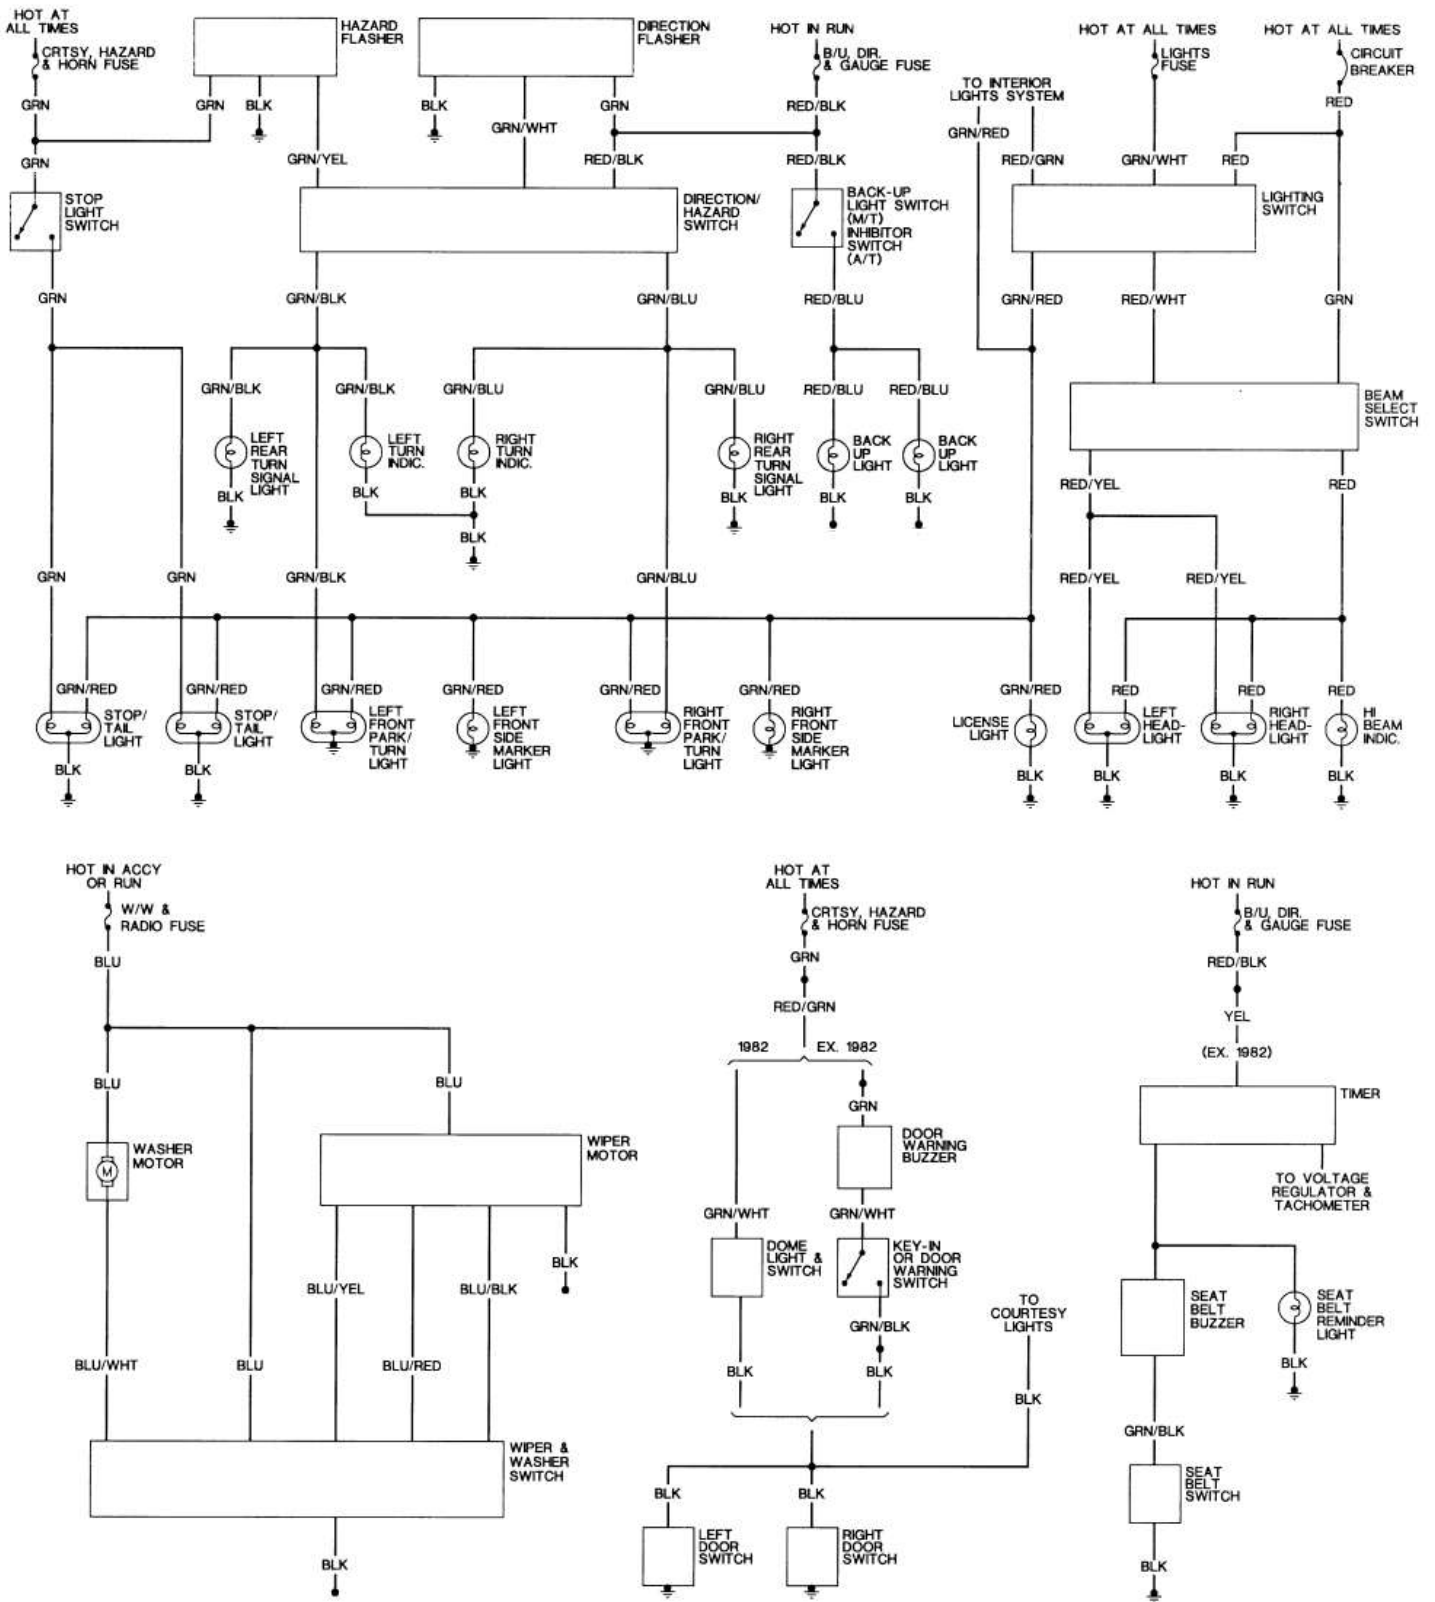 HOT AT
ALL TIMES
CRTSY, HAZARD
& HORN FUSE
HAZARD
FLASHER
DIRECTION
FLASHER
HOT IN RUN
B/U, DIR.
& GAUGE FUSE
HOT AT ALL TIMES
LIGHTS
FUSE
HOT AT ALL TIMES
CIRCUIT
BREAKER
TO INTERIOR
LIGHTS SYSTEM
GRN
GRN
BLK
BLK
GRN
RED/BLK
RED
GRN/WHT
GRN/RED
GRN
GRN/YEL
RED/BLK
RED/BLK
RED/GRN
GRN/WHT
RED
STOP
LIGHT
SWITCH
DIRECTION/
HAZARD
SWITCH
BACK-UP
LIGHT SWITCH
(M/T)
INHIBITOR
SWITCH
(A/T)
LIGHTING
SWITCH
GRN
GRN/BLK
GRN/BLU
RED/BLU
GRN/RED
RED/WHT
GRN
GRN/BLK
GRN/BLK
GRN/BLU
GRN/BLU
RED/BLU
RED/BLU
BEAM
SELECT
SWITCH
LEFT
REAR
TURN
SIGNAL
LIGHT
LEFT
TURN
INDIC.
RIGHT
TURN
INDIC.
RIGHT
REAR
TURN
SIGNAL
LIGHT
BACK
UP
LIGHT
BACK
UP
LIGHT
RED/YEL
RED
BLK
BLK
BLK
BLK
BLK
BLK
BLK
GRN
GRN
GRN/BLK
GRN/BLU
RED/YEL
RED/YEL
GRN/RED
GRN/RED
GRN/RED
GRN/RED
GRN/RED
GRN/RED
GRN/RED
RED
RED
RED
STOP/
TAIL
LIGHT
STOP/
TAIL
LIGHT
LEFT
FRONT
PARK/
TURN
LIGHT
LEFT
FRONT
SIDE
MARKER
LIGHT
RIGHT
FRONT
PARK/
TURN
LIGHT
RIGHT
FRONT
SIDE
MARKER
LIGHT
LICENSE
LIGHT
LEFT
HEAD-
LIGHT
RIGHT
HEAD-
LIGHT
HI
BEAM
INDIC.
BLK
BLK
BLK
BLK
BLK
BLK
HOT IN ACCY
OR RUN
W/W &
RADIO FUSE
BLU
BLU
BLU
WASHER
MOTOR
M
WIPER
MOTOR
BLK
BLU/YEL
BLU/BLK
BLU/WHT
BLU
BLU/RED
WIPER &
WASHER
SWITCH
BLK
HOT AT
ALL TIMES
CRTSY, HAZARD
& HORN FUSE
GRN
RED/GRN
1982
EX. 1982
GRN
DOOR
WARNING
BUZZER
GRN/WHT
GRN/WHT
DOME
LIGHT &
SWITCH
KEY-IN
OR DOOR
WARNING
SWITCH
TO
COURTESY
LIGHTS
GRN/BLK
BLK
BLK
BLK
BLK
BLK
LEFT
DOOR
SWITCH
RIGHT
DOOR
SWITCH
HOT IN RUN
B/U, DIR.
& GAUGE FUSE
RED/BLK
YEL
(EX. 1982)
TIMER
TO VOLTAGE
REGULATOR &
TACHOMETER
SEAT
BELT
BUZZER
SEAT
BELT
REMINDER
LIGHT
BLK
GRN/BLK
SEAT
BELT
SWITCH
BLK